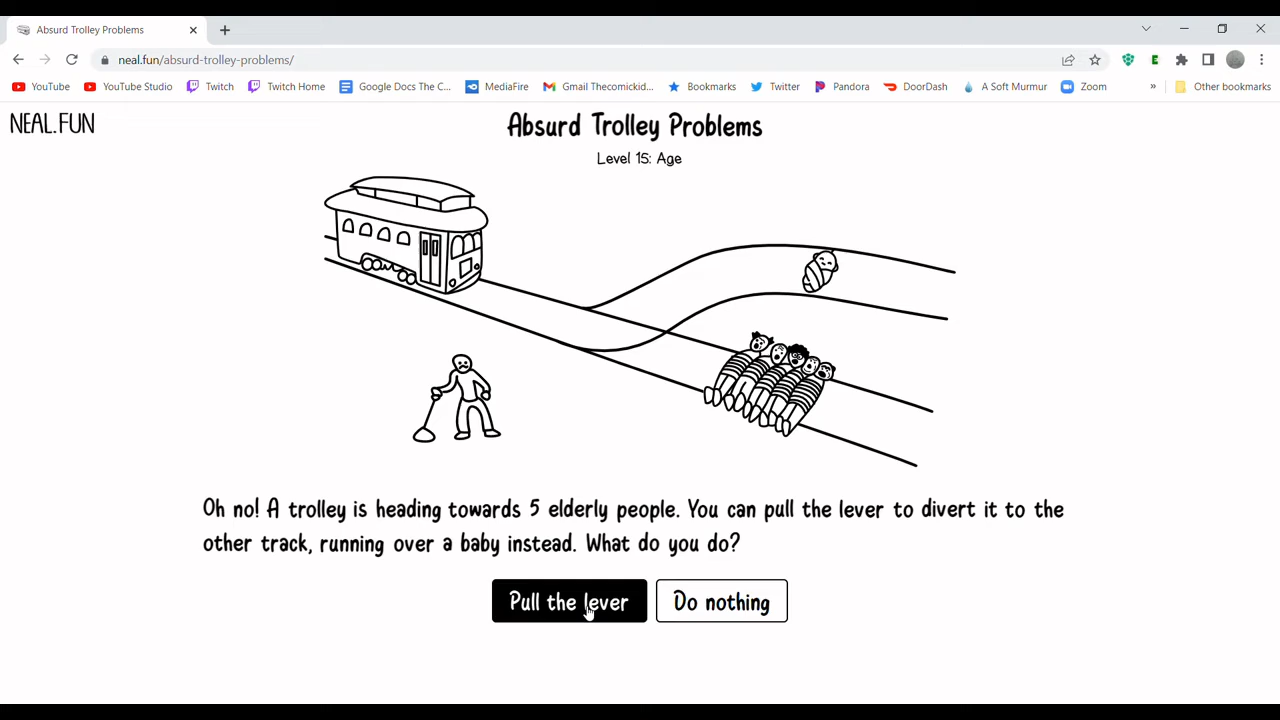 Absurd Trolley Problems
neal.fun/absurd-trolley-problems/
YouTube YouTube Studio Twitch Twitch Home Google Docs The C... MediaFire Gmail Thecomickid... Bookmarks Twitter Pandora DoorDash A Soft Murmur Zoom » Other bookmarks
NEAL.FUN
Absurd Trolley Problems
Level 15: Age
Oh no! A trolley is heading towards 5 elderly people. You can pull the lever to divert it to the
other track, running over a baby instead. What do you do?
Pull the lever Do nothing